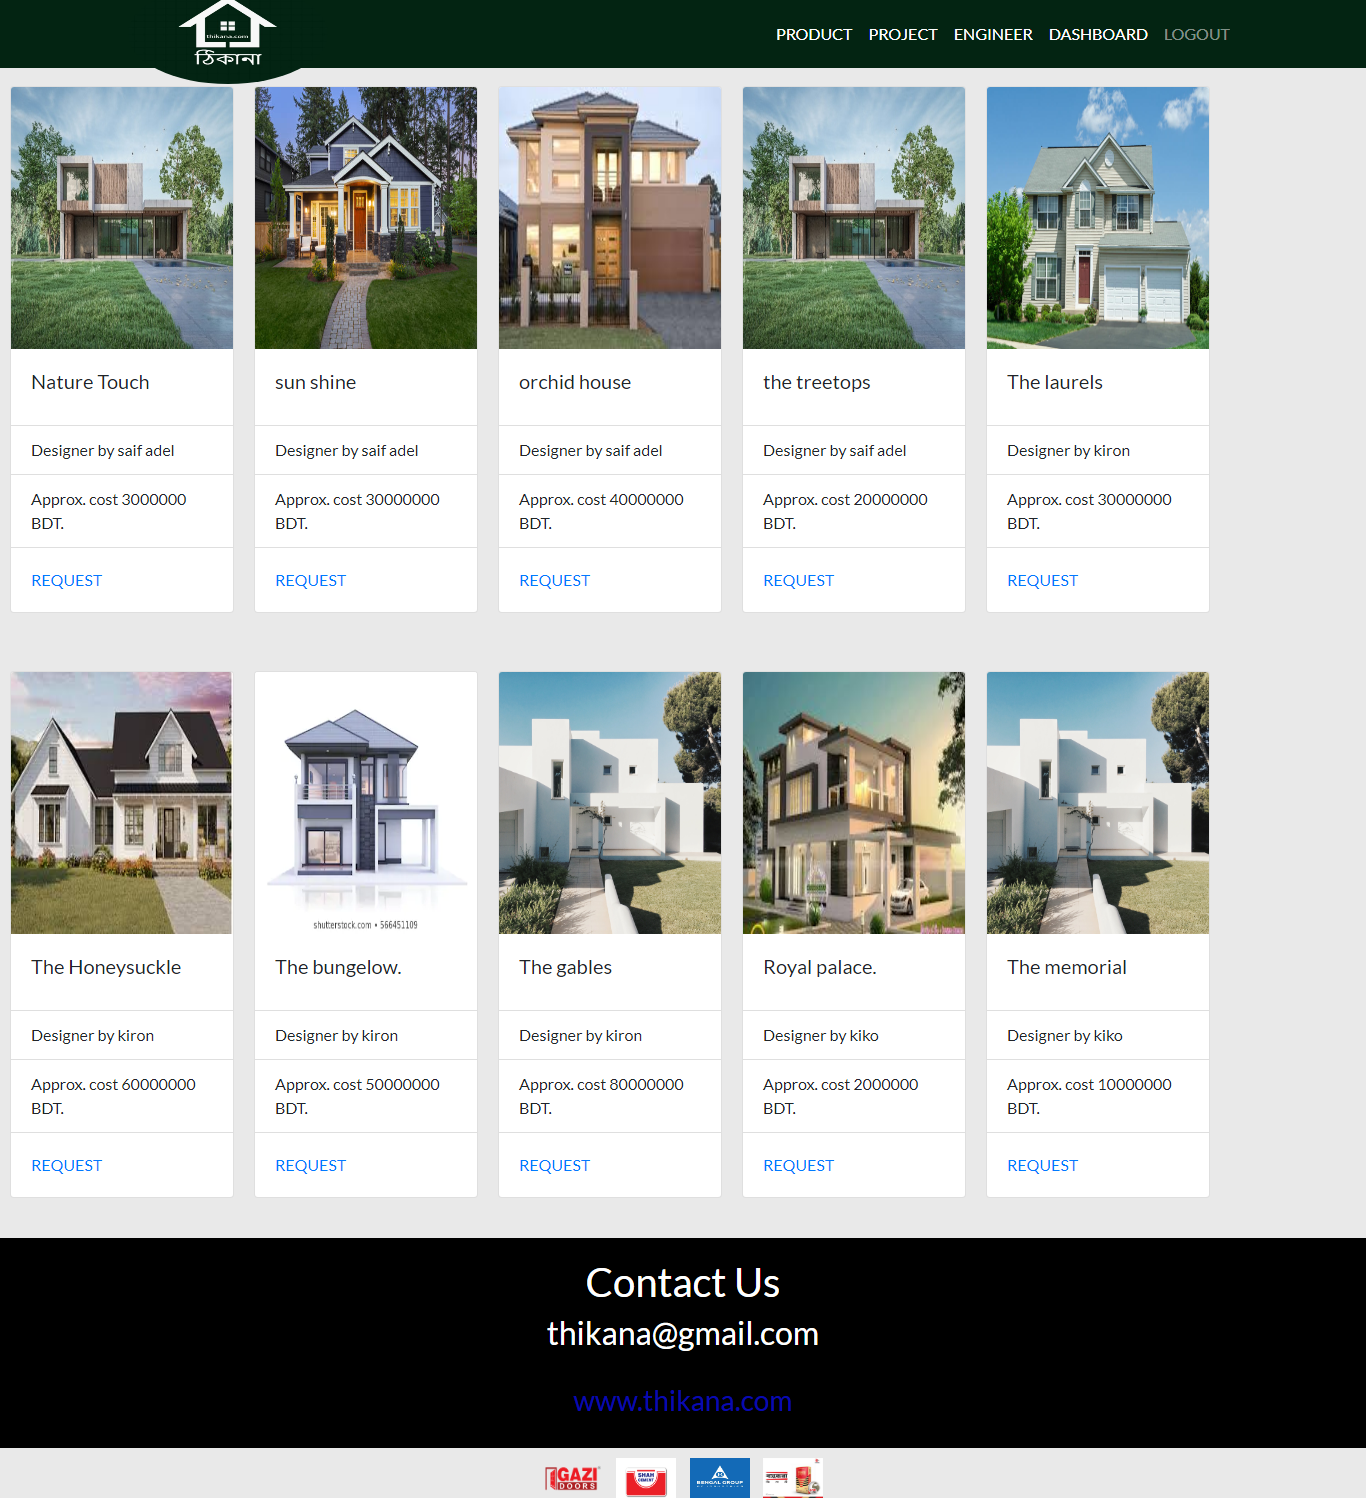 thikana.com
ঠিকানা
PRODUCT PROJECT ENGINEER DASHBOARD LOGOUT
Nature Touch
Designer by saif adel
Approx. cost 3000000
BDT.
REQUEST
sun shine
Designer by saif adel
Approx. cost 30000000
BDT.
REQUEST
orchid house
Designer by saif adel
Approx. cost 40000000
BDT.
REQUEST
the treetops
Designer by saif adel
Approx. cost 20000000
BDT.
REQUEST
The laurels
Designer by kiron
Approx. cost 30000000
BDT.
REQUEST
The Honeysuckle
Designer by kiron
Approx. cost 60000000
BDT.
REQUEST
shutterstock.com • 566451109
The bungelow.
Designer by kiron
Approx. cost 50000000
BDT.
REQUEST
The gables
Designer by kiron
Approx. cost 80000000
BDT.
REQUEST
Royal palace.
Designer by kiko
Approx. cost 2000000
BDT.
REQUEST
The memorial
Designer by kiko
Approx. cost 10000000
BDT.
REQUEST
Contact Us
thikana@gmail.com
www.thikana.com
GAZI
DOORS
SHAH
CEMENT
BENGAL GROUP